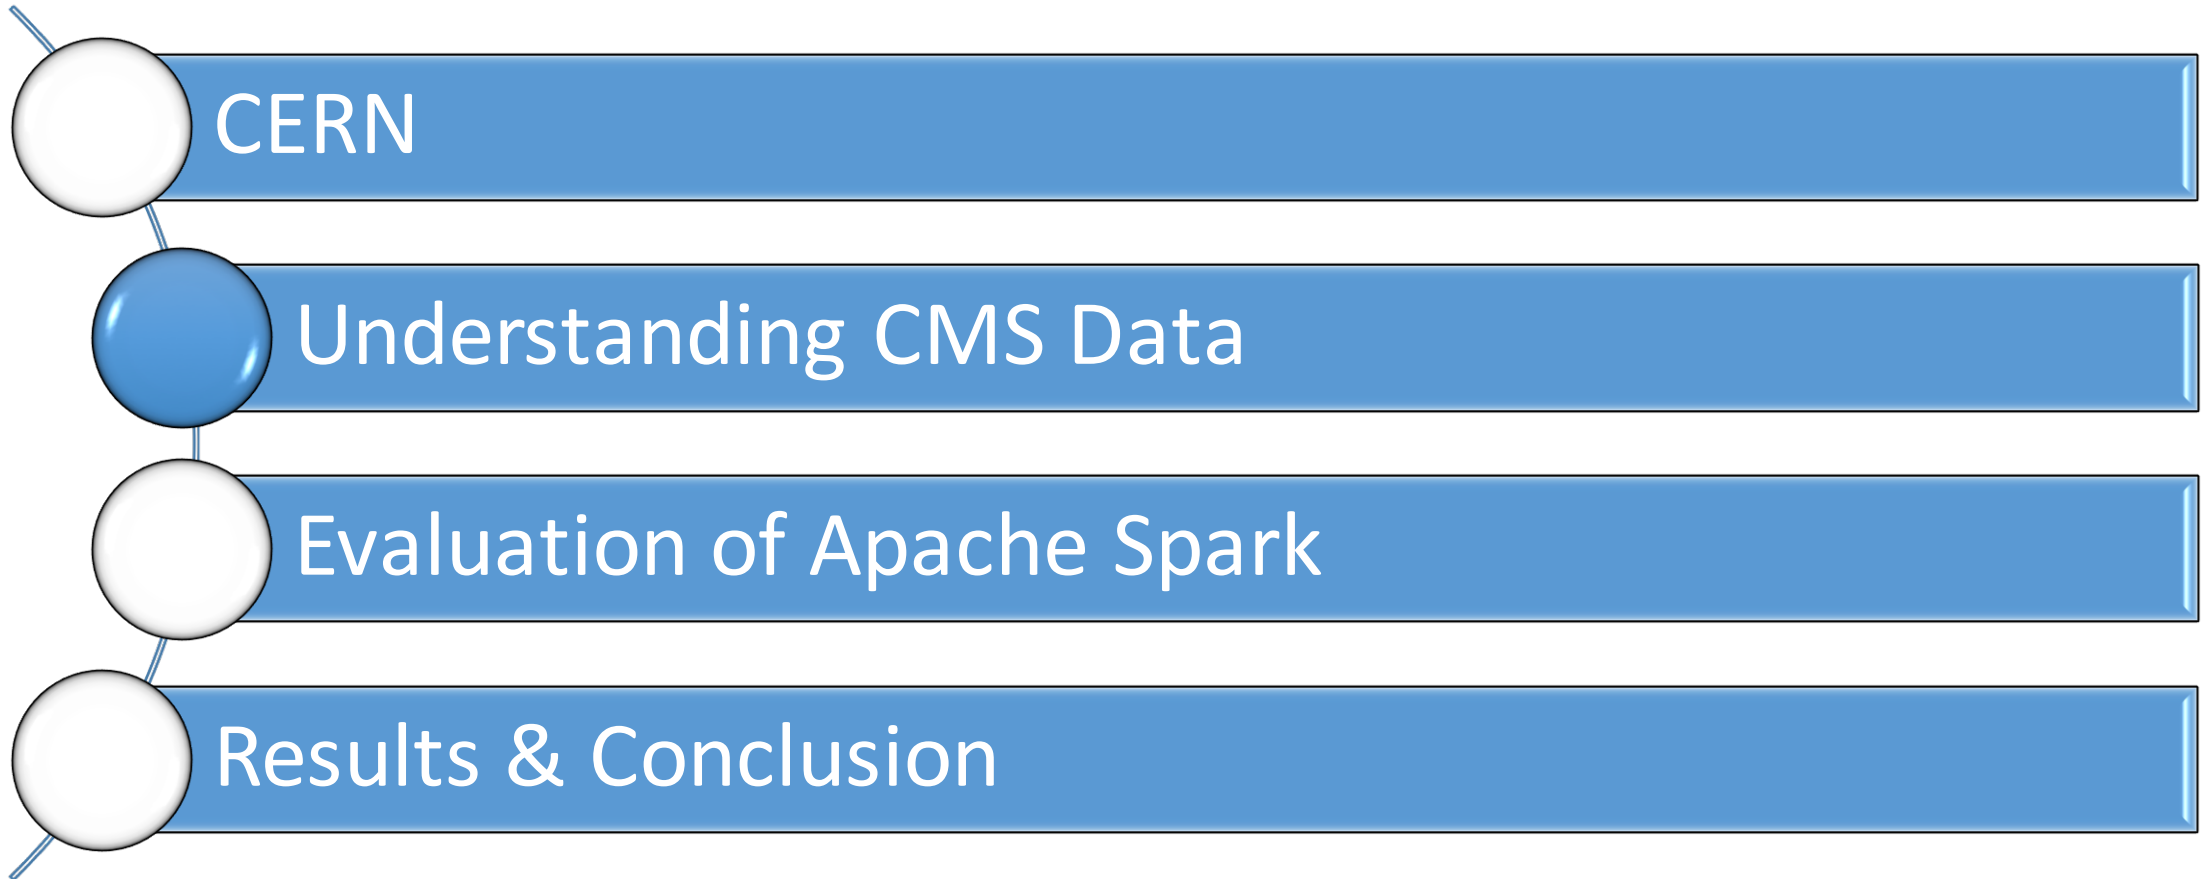 CERN
Understanding CMS Data
Evaluation of Apache Spark
Results & Conclusion